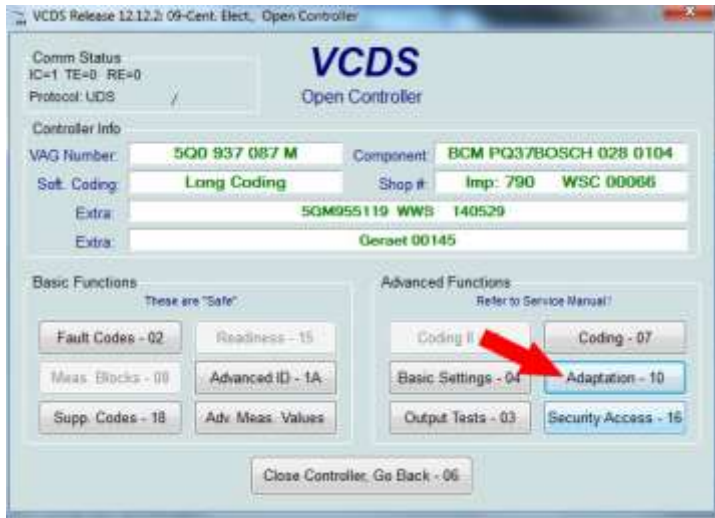 VCDS Release 12.12.2: 09-Cent. Elect., Open Controller
Comm Status
IC=1 TE=0 RE=0
Protocol: UDS /
VCDS
Open Controller
Controller Info
VAG Number: 5Q0 937 087 M Component: BCM PQ37BOSCH 028 0104
Soft. Coding: Long Coding Shop #: Imp: 790 WSC 00066
Extra: 5QM955119 WWS 140529
Extra: Geraet 00145
Basic Functions
These are "Safe"
Fault Codes - 02 Readiness - 15
Meas. Blocks - 08 Advanced ID - 1A
Supp. Codes - 18 Adv. Meas. Values
Advanced Functions
Refer to Service Manual!
Coding II Coding - 07
Basic Settings - 04 Adaptation - 10
Output Tests - 03 Security Access - 16
Close Controller, Go Back - 06